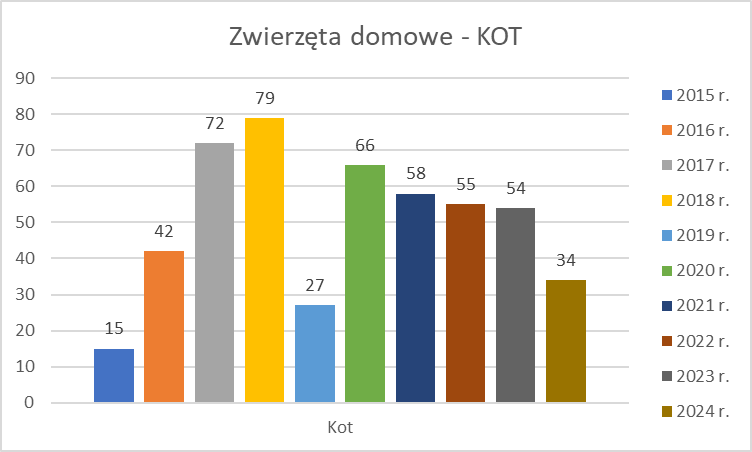 Zwierzęta domowe - KOT
90
80
70
60
50
40
30
20
10
0
15
42
72
79
27
66
58
55
54
34
Kot
2015 r.
2016 r.
2017 r.
2018 r.
2019 r.
2020 r.
2021 r.
2022 r.
2023 r.
2024 r.